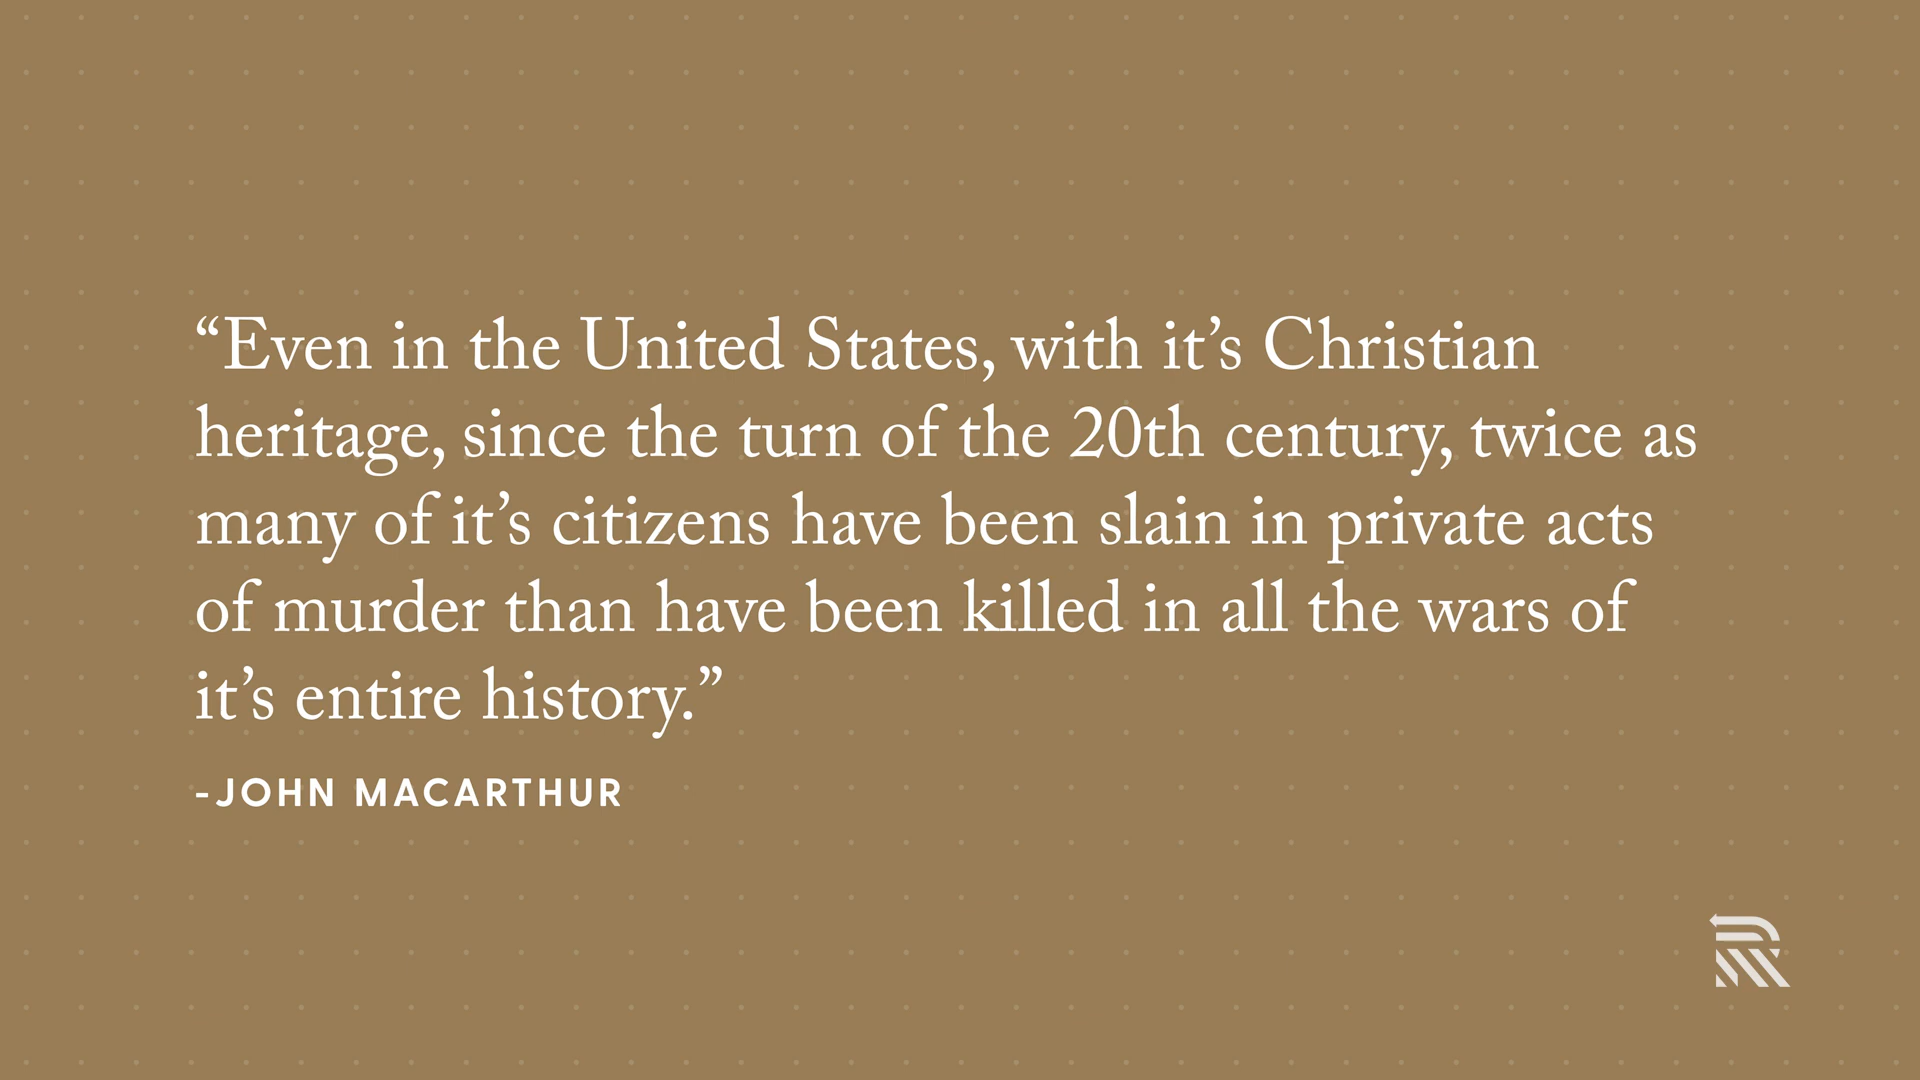 “Even in the United States, with it’s Christian
heritage, since the turn of the 20th century, twice as
many of it’s citizens have been slain in private acts
of murder than have been killed in all the wars of
it’s entire history.”
-JOHN MACARTHUR